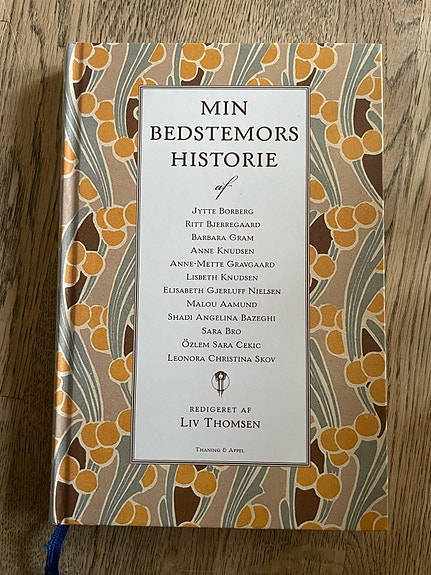 MIN
BEDSTEMORS
HISTORIE
af
JYTTE BORBERG
RITT BJERREGAARD
BARBARA GRAM
ANNE KNUDSEN
ANNE-METTE GRAVGAARD
LISBETH KNUDSEN
ELISABETH GJERLUFF NIELSEN
MALOU AAMUND
SHADI ANGELINA BAZEGHI
SARA BRO
ÖZLEM SARA CEKIC
LEONORA CHRISTINA SKOV
REDIGERET AF
LIV THOMSEN
THANING & APPEL